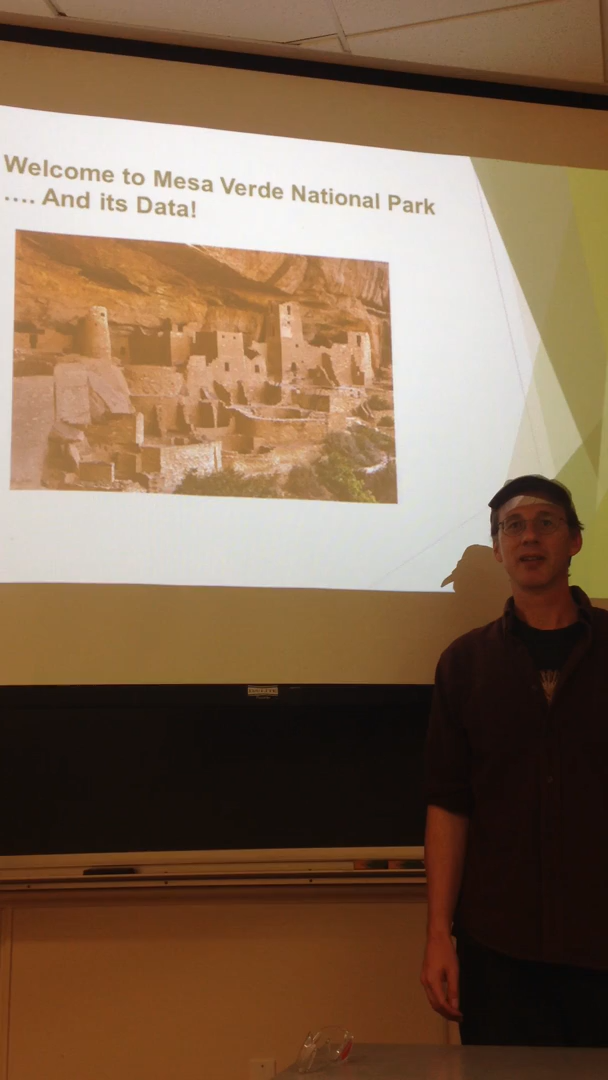 Welcome to Mesa Verde National Park
.... And its Data!